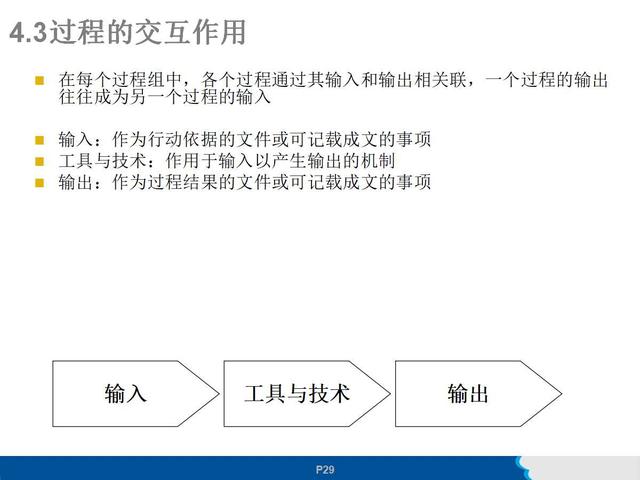 4.3过程的交互作用
在每个过程组中，各个过程通过其输入和输出相关联，一个过程的输出
往往成为另一个过程的输入
输入：作为行动依据的文件或可记载成文的事项
工具与技术：作用于输入以产生输出的机制
输出：作为过程结果的文件或可记载成文的事项
输入
工具与技术
输出
P29